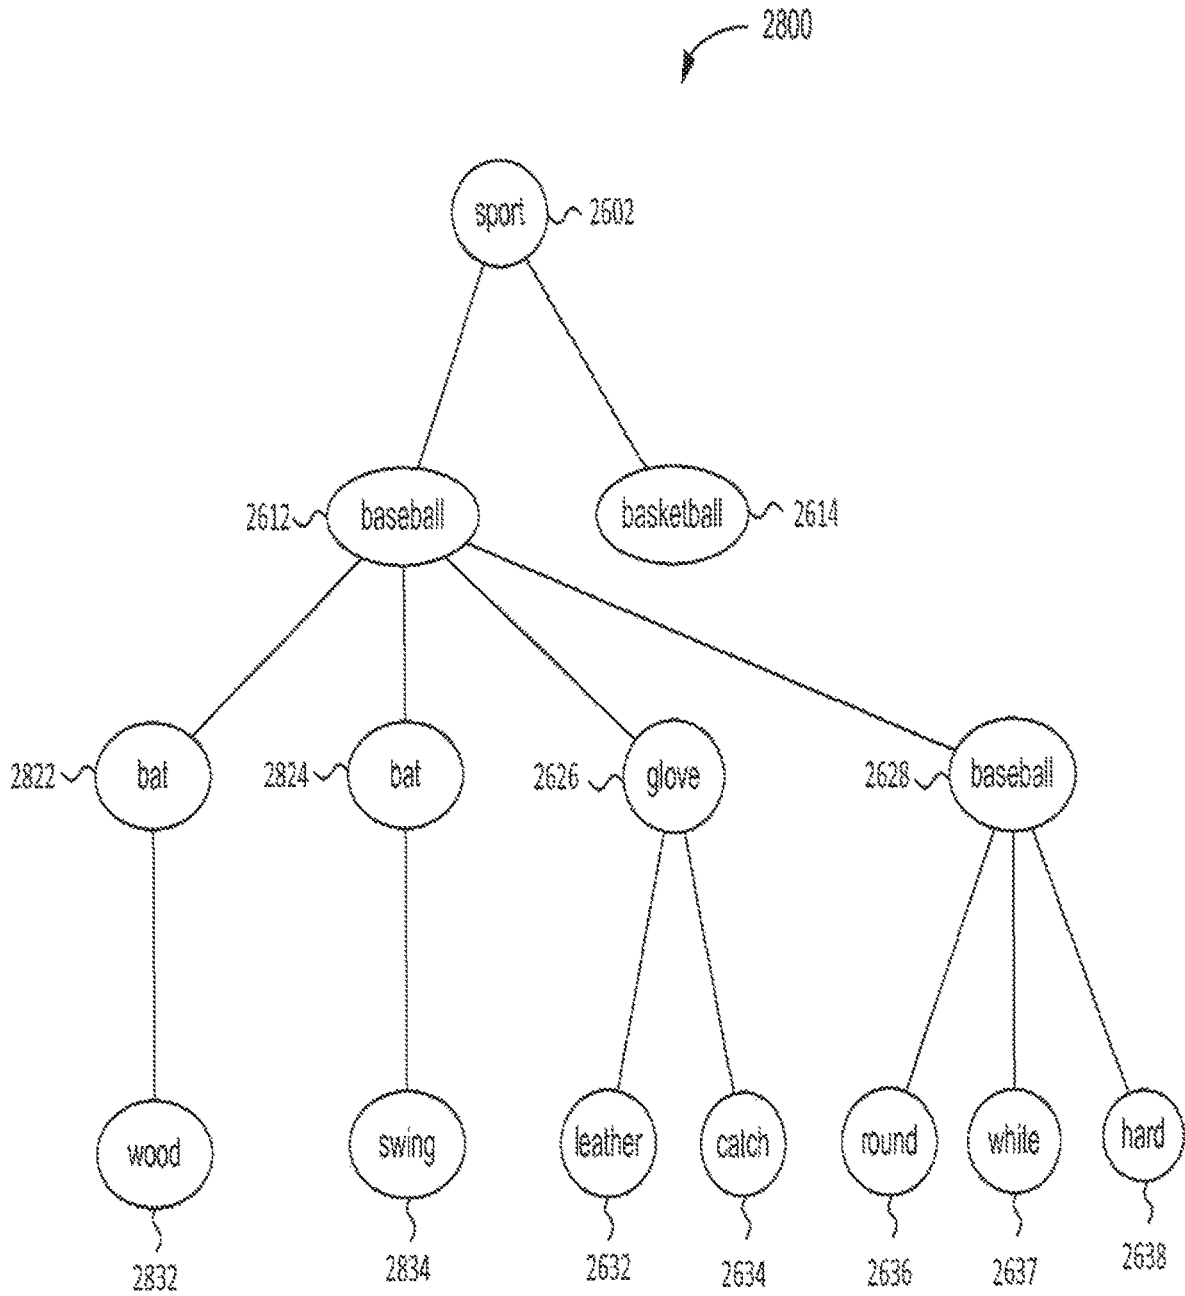 2800
sport 2602
2612 baseball basketball 2614
2822 bat 2824 bat 2626 glove 2628 baseball
wood swing leather catch round white hard
2832 2834 2632 2634 2636 2637 2638